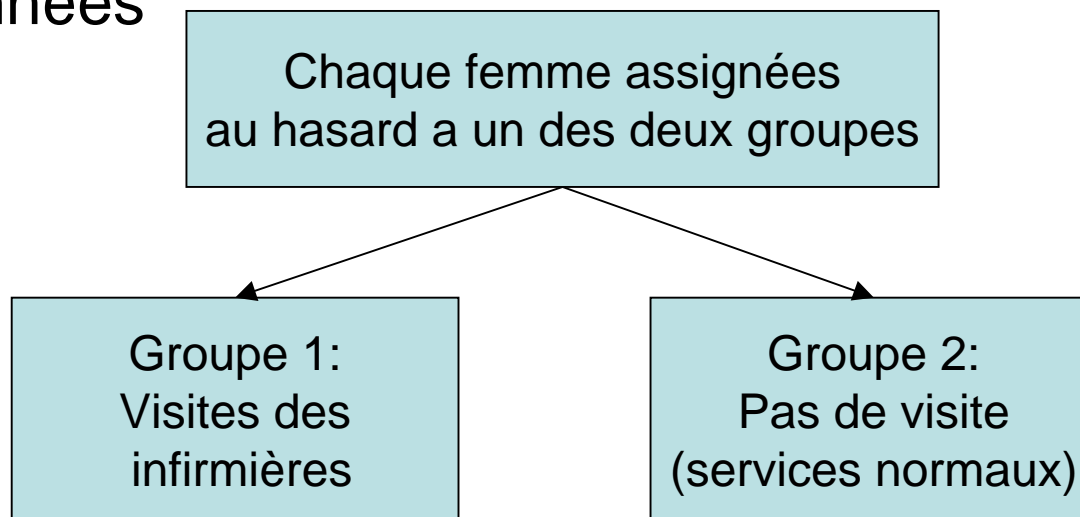 Chaque femme assignées
au hasard a un des deux groupes
Groupe 1:
Visites des
infirmières
Groupe 2:
Pas de visite
(services normaux)